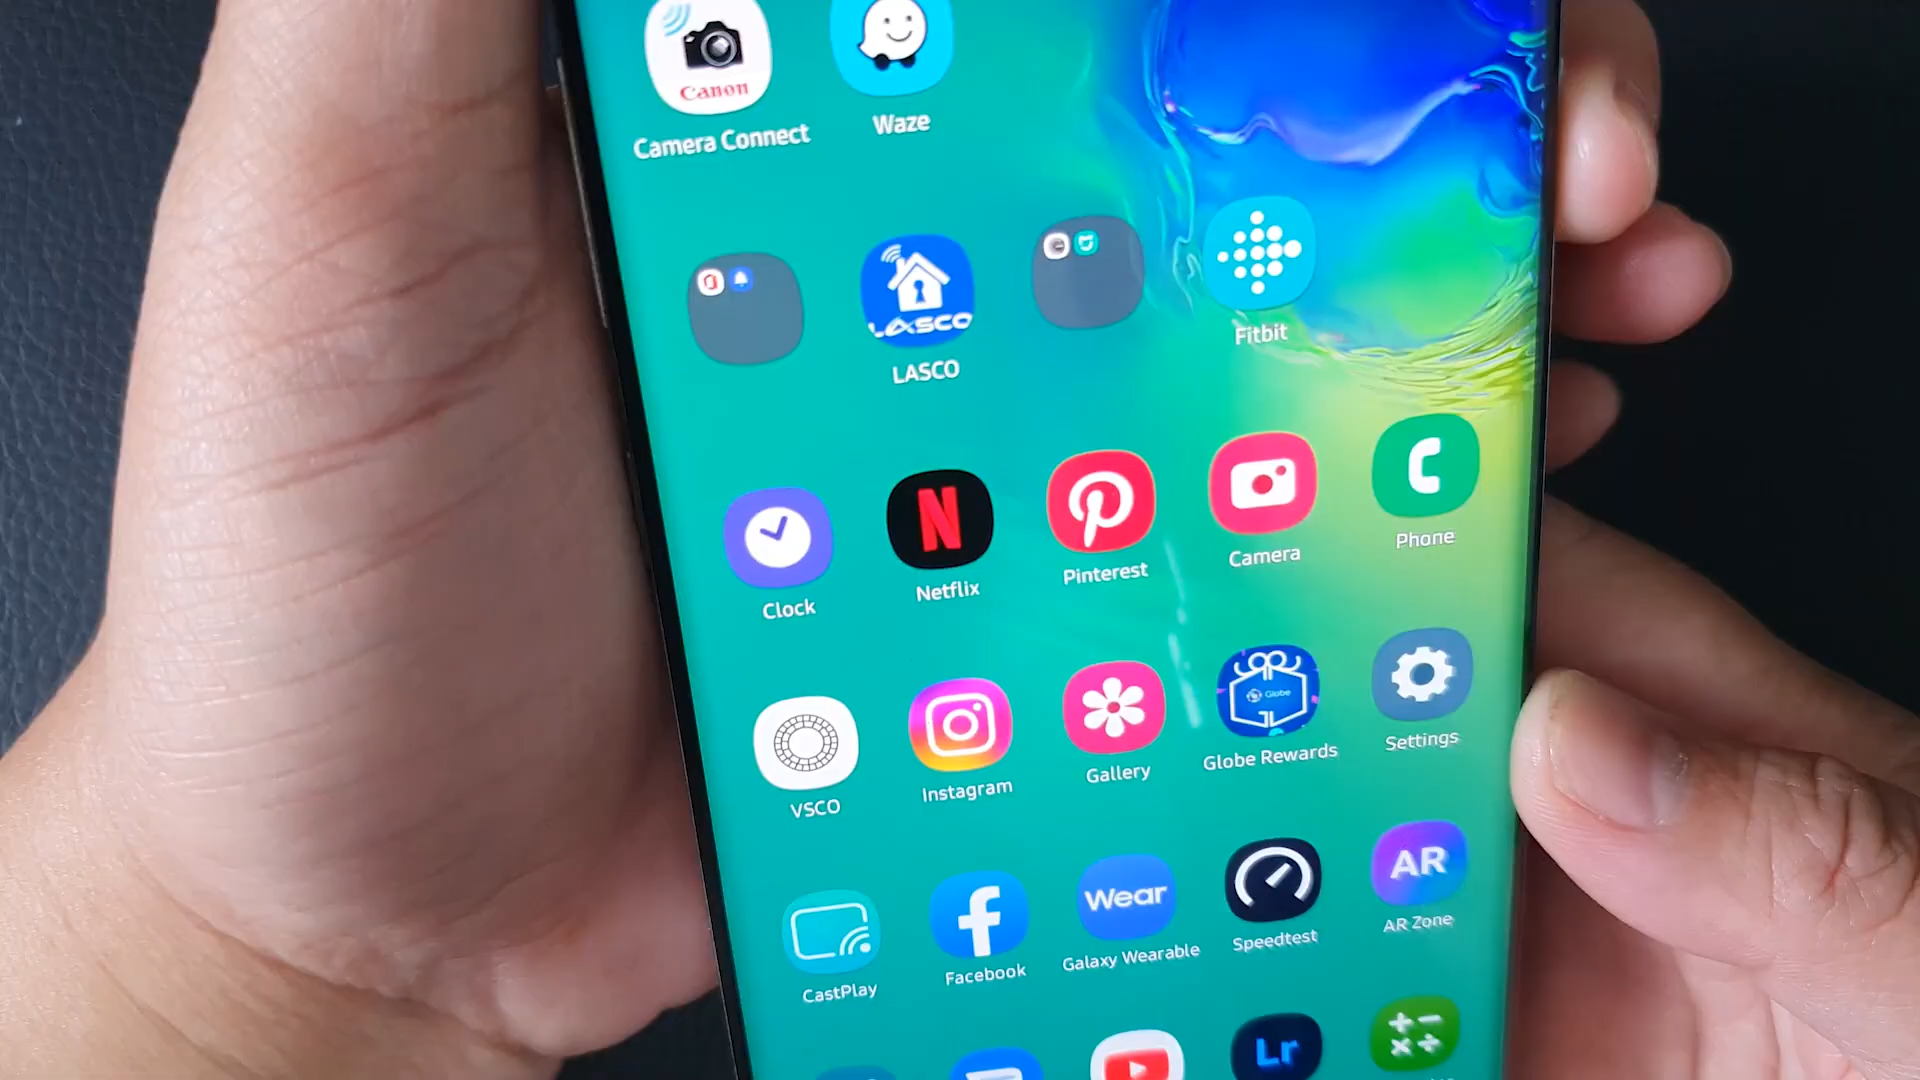 Canon
Camera Connect
Waze
LASCO
LASCO
Fitbit
N
Clock
Netflix
Pinterest
Camera
Phone
Globe
VSCO
Instagram
Gallery
Globe Rewards
Settings
Wear
AR
CastPlay
Facebook
Galaxy Wearable
Speedtest
AR Zone
Lr